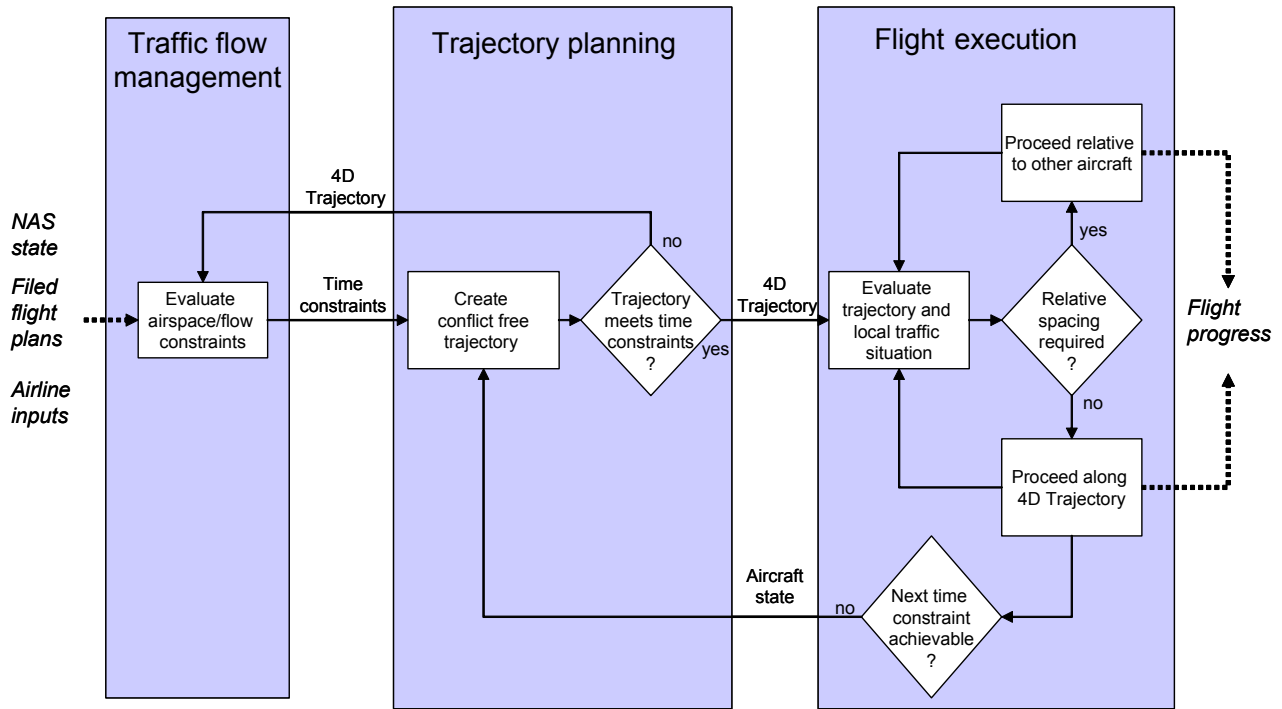 Traffic flow
management
Trajectory planning
Flight execution
NAS
state
Filed
flight
plans
Airline
inputs
Evaluate
airspace/flow
constraints
4D
Trajectory
Time
constraints
Create
conflict free
trajectory
Trajectory
meets time
constraints
?
no
yes
4D
Trajectory
Evaluate
trajectory and
local traffic
situation
Relative
spacing
required
?
yes
no
Proceed relative
to other aircraft
Proceed along
4D Trajectory
Flight
progress
Next time
constraint
achievable
?
no
Aircraft
state